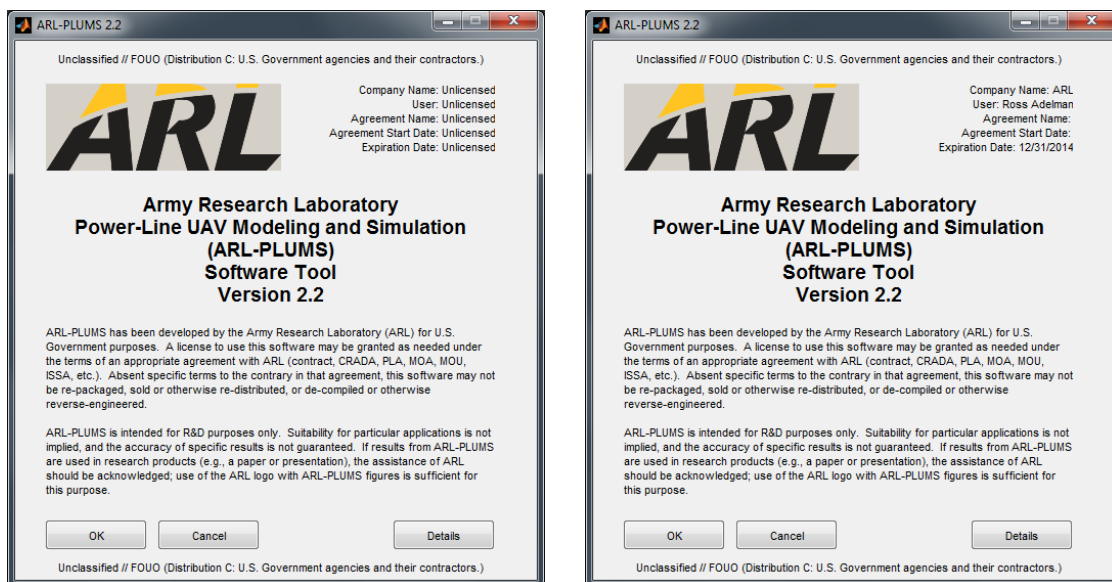 ARL-PLUMS 2.2
Unclassified // FOUO (Distribution C: U.S. Government agencies and their contractors.)
ARL
Company Name: Unlicensed
User: Unlicensed
Agreement Name: Unlicensed
Agreement Start Date: Unlicensed
Expiration Date: Unlicensed
Army Research Laboratory
Power-Line UAV Modeling and Simulation
(ARL-PLUMS)
Software Tool
Version 2.2
ARL-PLUMS has been developed by the Army Research Laboratory (ARL) for U.S.
Government purposes.  A license to use this software may be granted as needed under
the terms of an appropriate agreement with ARL (contract, CRADA, PLA, MOA, MOU,
ISSA, etc.).  Absent specific terms to the contrary in that agreement, this software may not
be re-packaged, sold or otherwise re-distributed, or de-compiled or otherwise
reverse-engineered.
ARL-PLUMS is intended for R&D purposes only.  Suitability for particular applications is not
implied, and the accuracy of specific results is not guaranteed.  If results from ARL-PLUMS
are used in research products (e.g., a paper or presentation), the assistance of ARL
should be acknowledged; use of the ARL logo with ARL-PLUMS figures is sufficient for
this purpose.
OK Cancel Details
Unclassified // FOUO (Distribution C: U.S. Government agencies and their contractors.)
ARL-PLUMS 2.2
Unclassified // FOUO (Distribution C: U.S. Government agencies and their contractors.)
ARL
Company Name: ARL
User: Ross Adelman
Agreement Name:
Agreement Start Date:
Expiration Date: 12/31/2014
Army Research Laboratory
Power-Line UAV Modeling and Simulation
(ARL-PLUMS)
Software Tool
Version 2.2
ARL-PLUMS has been developed by the Army Research Laboratory (ARL) for U.S.
Government purposes.  A license to use this software may be granted as needed under
the terms of an appropriate agreement with ARL (contract, CRADA, PLA, MOA, MOU,
ISSA, etc.).  Absent specific terms to the contrary in that agreement, this software may not
be re-packaged, sold or otherwise re-distributed, or de-compiled or otherwise
reverse-engineered.
ARL-PLUMS is intended for R&D purposes only.  Suitability for particular applications is not
implied, and the accuracy of specific results is not guaranteed.  If results from ARL-PLUMS
are used in research products (e.g., a paper or presentation), the assistance of ARL
should be acknowledged; use of the ARL logo with ARL-PLUMS figures is sufficient for
this purpose.
OK Cancel Details
Unclassified // FOUO (Distribution C: U.S. Government agencies and their contractors.)